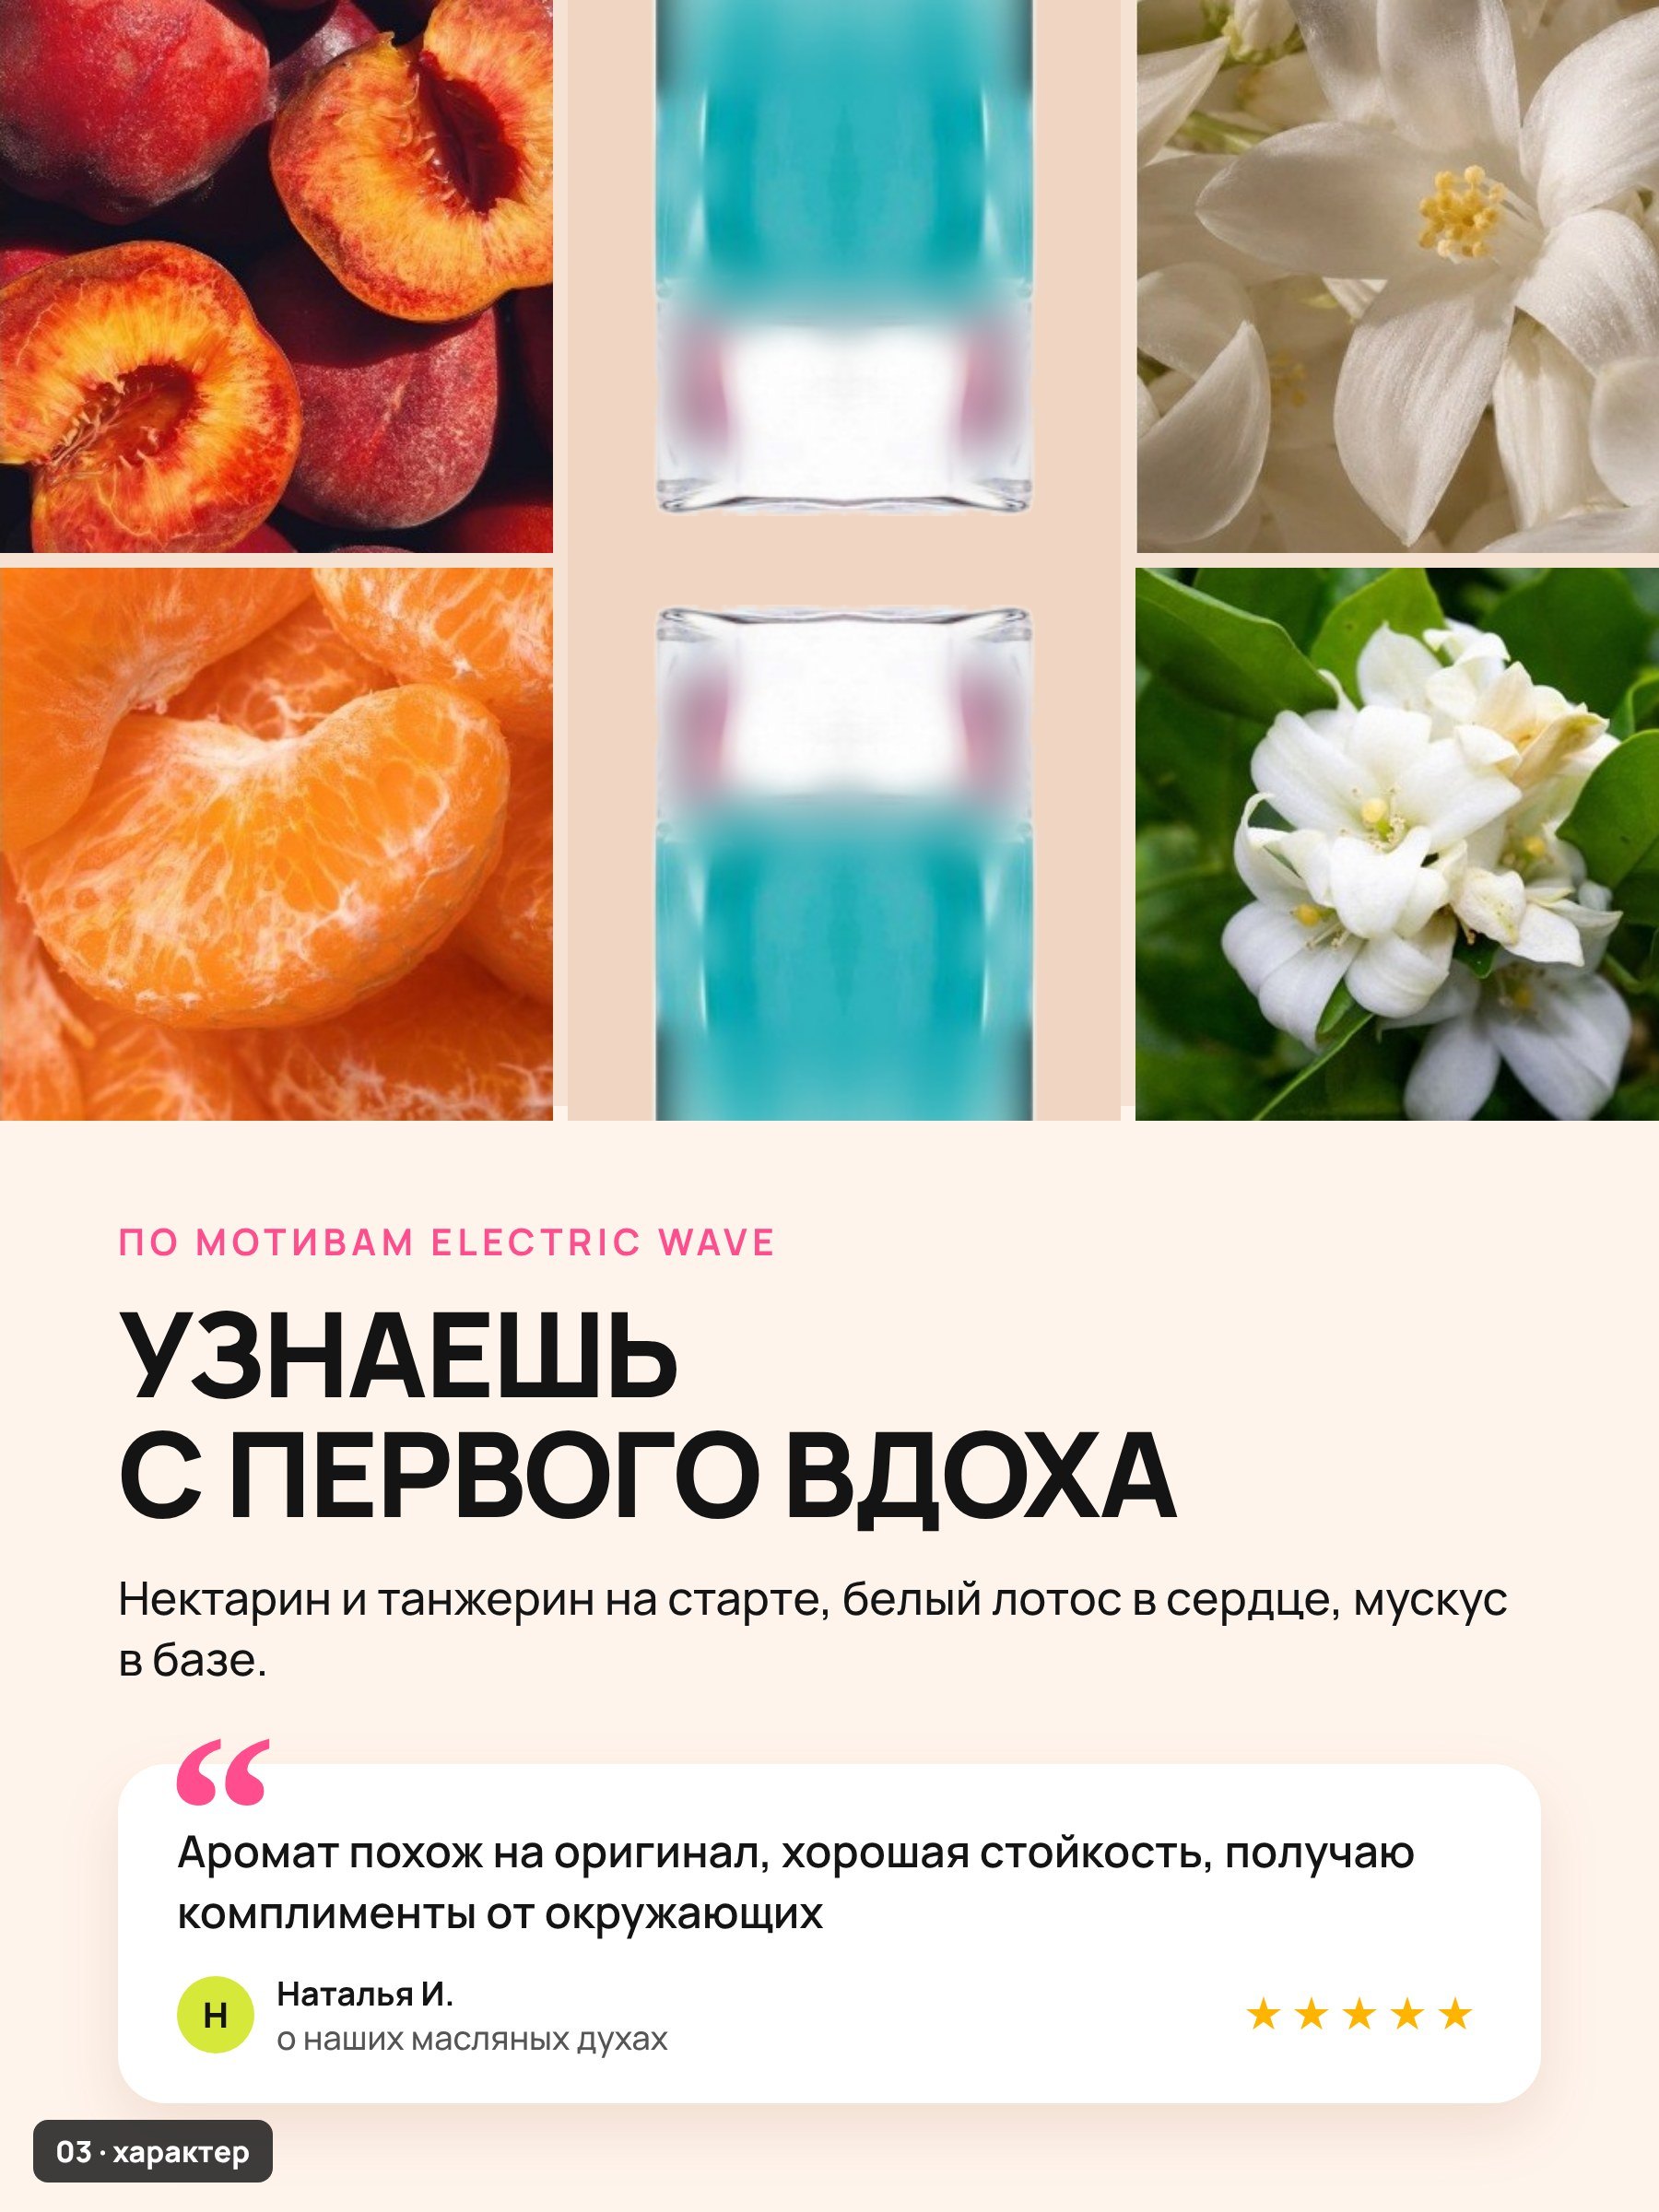 ПО МОТИВАМ ELECTRIC WAVE
УЗНАЕШЬ
С ПЕРВОГО ВДОХА
Нектарин и танжерин на старте, белый лотос в сердце, мускус
в базе.
“
Аромат похож на оригинал, хорошая стойкость, получаю
комплименты от окружающих
Н
Наталья И.
о наших масляных духах
★★★★★
03 · характер